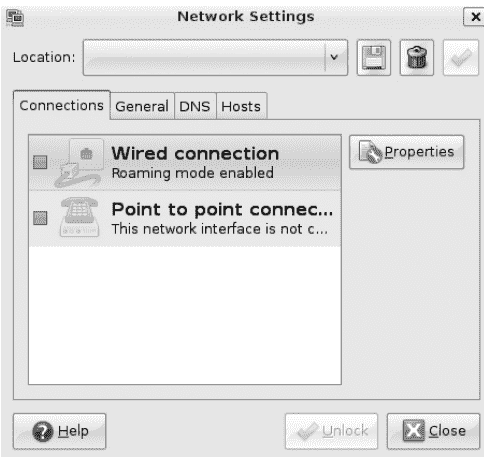 Network Settings
Location:
Connections General DNS Hosts
Wired connection
Roaming mode enabled
Properties
Point to point connec...
This network interface is not c...
Help
Unlock
Close